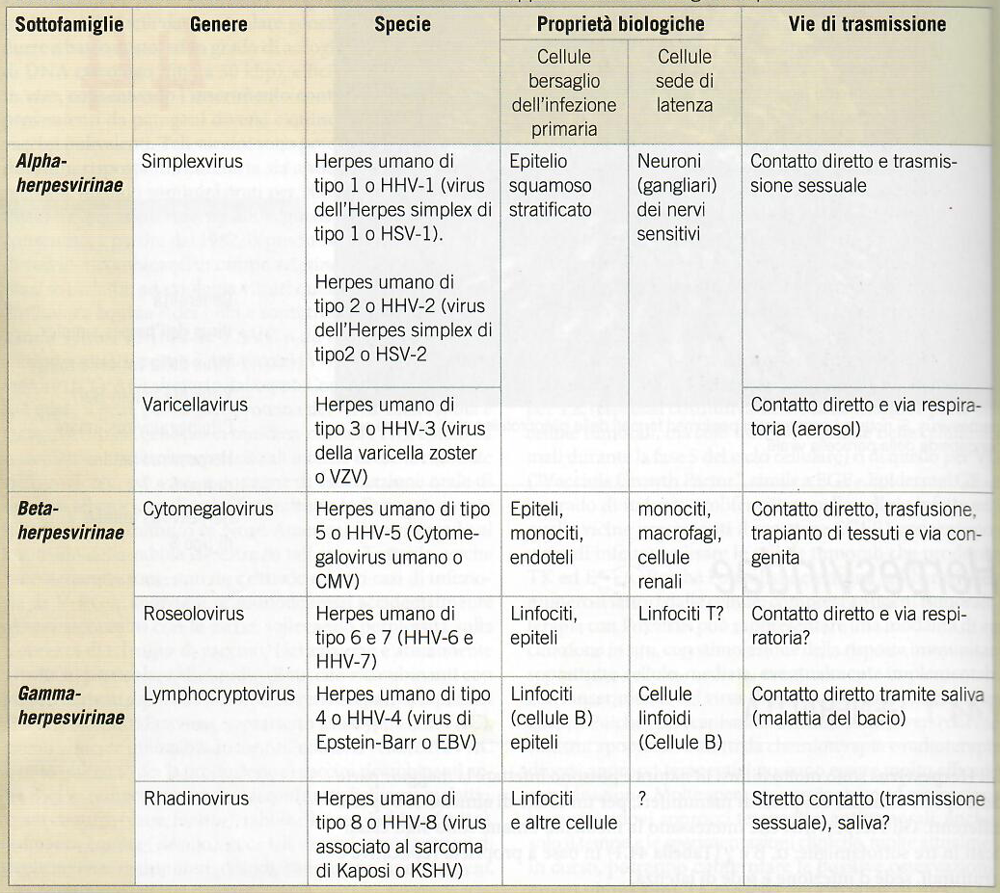 Sottofamiglie Genere Specie Proprietà biologiche Vie di trasmissione
Cellule
bersaglio
dell'infezione
primaria
Cellule
sede di
latenza
Alpha-
herpesvirinae
Simplexvirus
Herpes umano di
tipo 1 o HHV-1 (virus
dell'Herpes simplex di
tipo 1 o HSV-1).
Herpes umano di
tipo 2 o HHV-2 (virus
dell'Herpes simplex di
tipo2 o HSV-2
Epitelio
squamoso
stratificato
Neuroni
(gangliari)
dei nervi
sensitivi
Contatto diretto e trasmis-
sione sessuale
Varicellavirus
Herpes umano di
tipo 3 o HHV-3 (virus
della varicella zoster
o VZV)
Contatto diretto e via respira-
toria (aerosol)
Beta-
herpesvirinae
Cytomegalovirus
Herpes umano di tipo
5 o HHV-5 (Cytome-
galovirus umano o
CMV)
Epiteli,
monociti,
endoteli
monociti,
macrofagi,
cellule
renali
Contatto diretto, trasfusione,
trapianto di tessuti e via con-
genita
Roseolovirus
Herpes umano di
tipo 6 e 7 (HHV-6 e
HHV-7)
Linfociti,
epiteli
Linfociti T?
Contatto diretto e via respi-
ratoria?
Gamma-
herpesvirinae
Lymphocryptovirus
Herpes umano di tipo
4 o HHV-4 (virus di
Epstein-Barr o EBV)
Linfociti
(cellule B)
epiteli
Cellule
linfoidi
(Cellule B)
Contatto diretto tramite saliva
(malattia del bacio)
Rhadinovirus
Herpes umano di
tipo 8 o HHV-8 (virus
associato al sarcoma
di Kaposi o KSHV)
Linfociti
e altre cellule
?
Stretto contatto (trasmissione
sessuale), saliva?